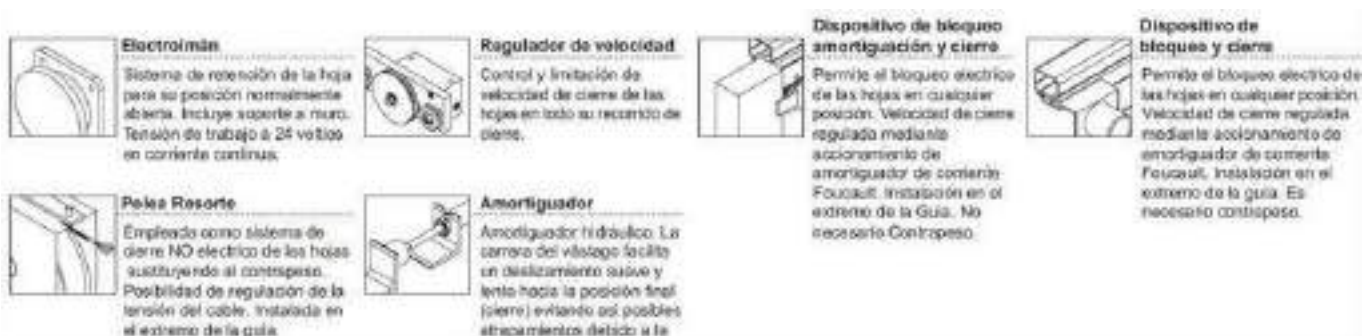 Electroimán
Sistema de retención de la hoja
para su posición normalmente
abierta. Incluye soporte a muro.
Tensión de trabajo a 24 voltios
en corriente continua.
Regulador de velocidad
Control y limitación de
velocidad de cierre de las
hojas en todo su recorrido de
cierre.
Dispositivo de bloqueo
amortiguación y cierre
Permite el bloqueo electrico
de las hojas en cualquier
posición. Velocidad de cierre
regulada mediante
accionamiento de
amortiguador de corriente
Foucault. Instalación en el
extremo de la Guia. No
necesario Contrapeso.
Dispositivo de
bloqueo y cierre
Permite el bloqueo electrico de
las hojas en cualquier posición.
Velocidad de cierre regulada
mediante accionamiento de
amortiguador de corriente
Foucault. Instalación en el
extremo de la guia. Es
necesario contrapeso.
Polea Resorte
Empleada como sistema de
cierre NO electrico de las hojas
sustituyendo al contrapeso.
Posibilidad de regulación de la
tensión del cable. Instalada en
el extremo de la guia.
Amortiguador
Amortiguador hidráulico. La
carrera del vástago facilita
un deslizamiento suave y
lento hacia la posición final
(cierre) evitando así posibles
atrapamientos debido a la